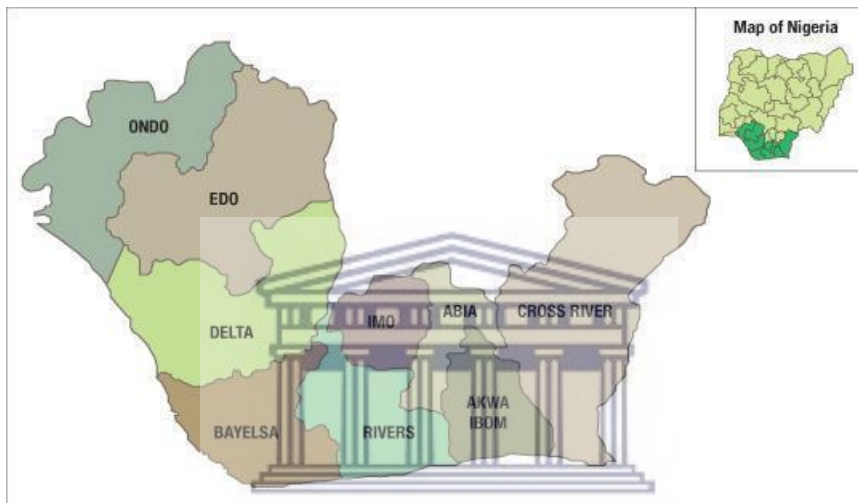 Map of Nigeria
ONDO
EDO
DELTA
IMO
ABIA
CROSS RIVER
BAYELSA
RIVERS
AKWA
IBOM